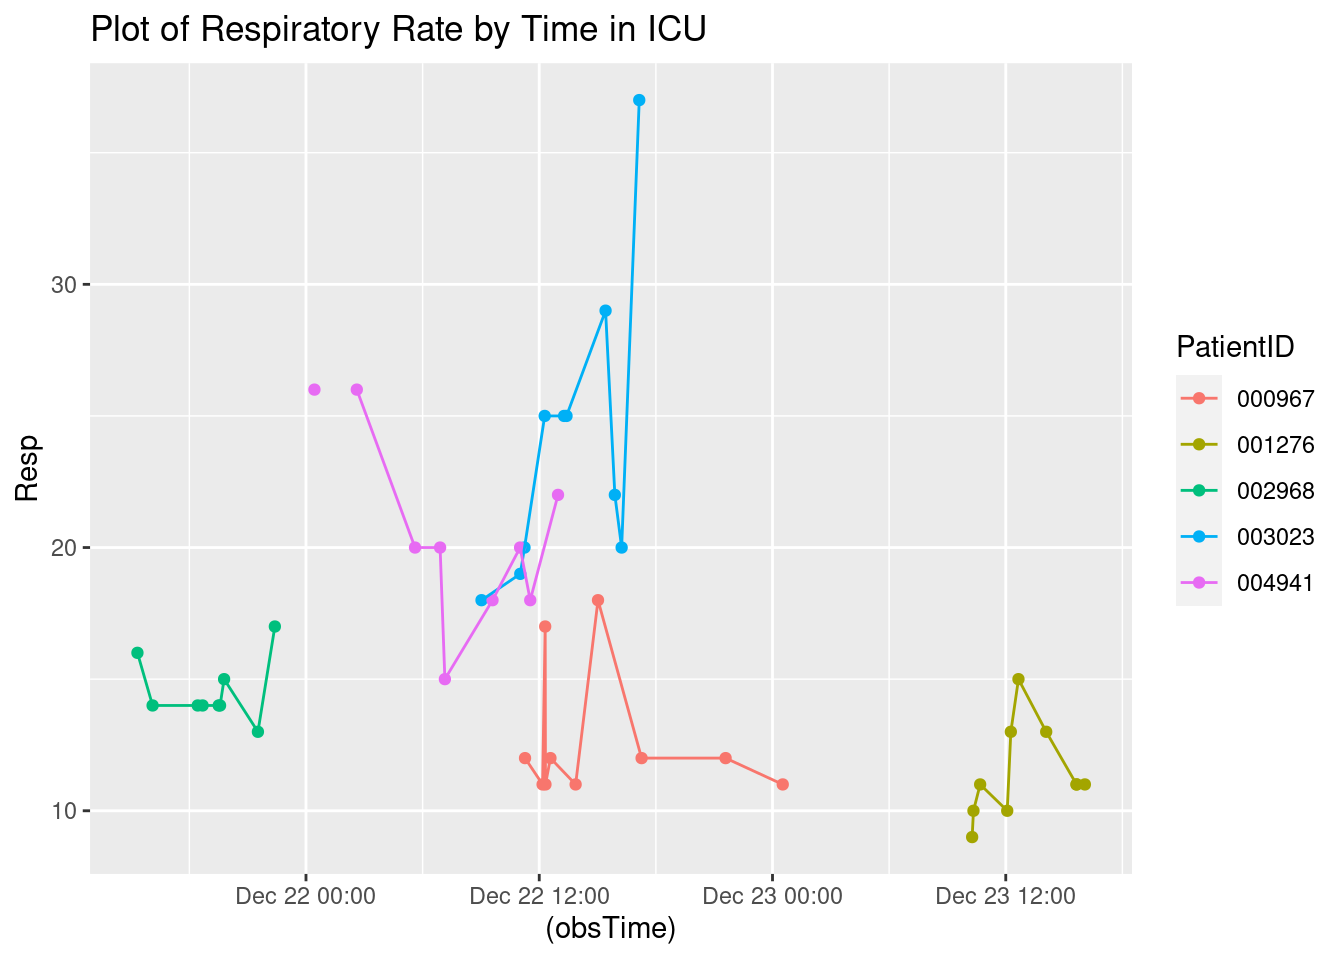 Plot of Respiratory Rate by Time in ICU
Resp
30
20
10
Dec 22 00:00
Dec 22 12:00
Dec 23 00:00
Dec 23 12:00
(obsTime)
PatientID
000967
001276
002968
003023
004941